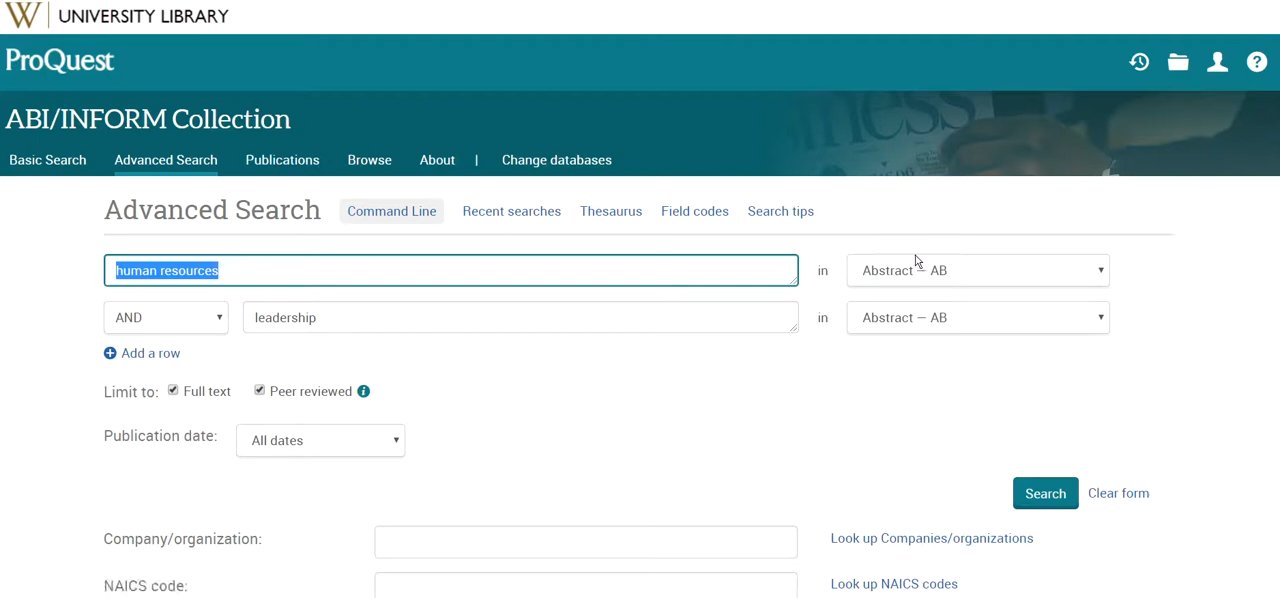 W UNIVERSITY LIBRARY
ProQuest
ABI/INFORM Collection
Basic Search Advanced Search Publications Browse About | Change databases
Advanced Search Command Line Recent searches Thesaurus Field codes Search tips
human resources in Abstract — AB
AND leadership in Abstract — AB
Add a row
Limit to: Full text Peer reviewed i
Publication date: All dates
Search Clear form
Company/organization: Look up Companies/organizations
NAICS code: Look up NAICS codes